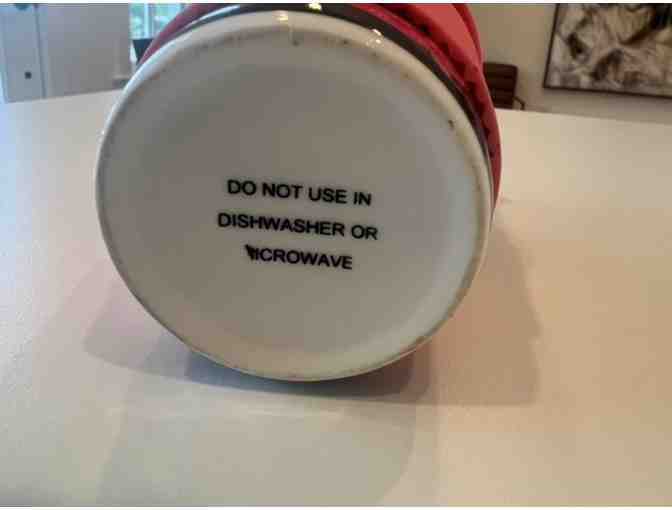 DO NOT USE IN
DISHWASHER OR
MICROWAVE